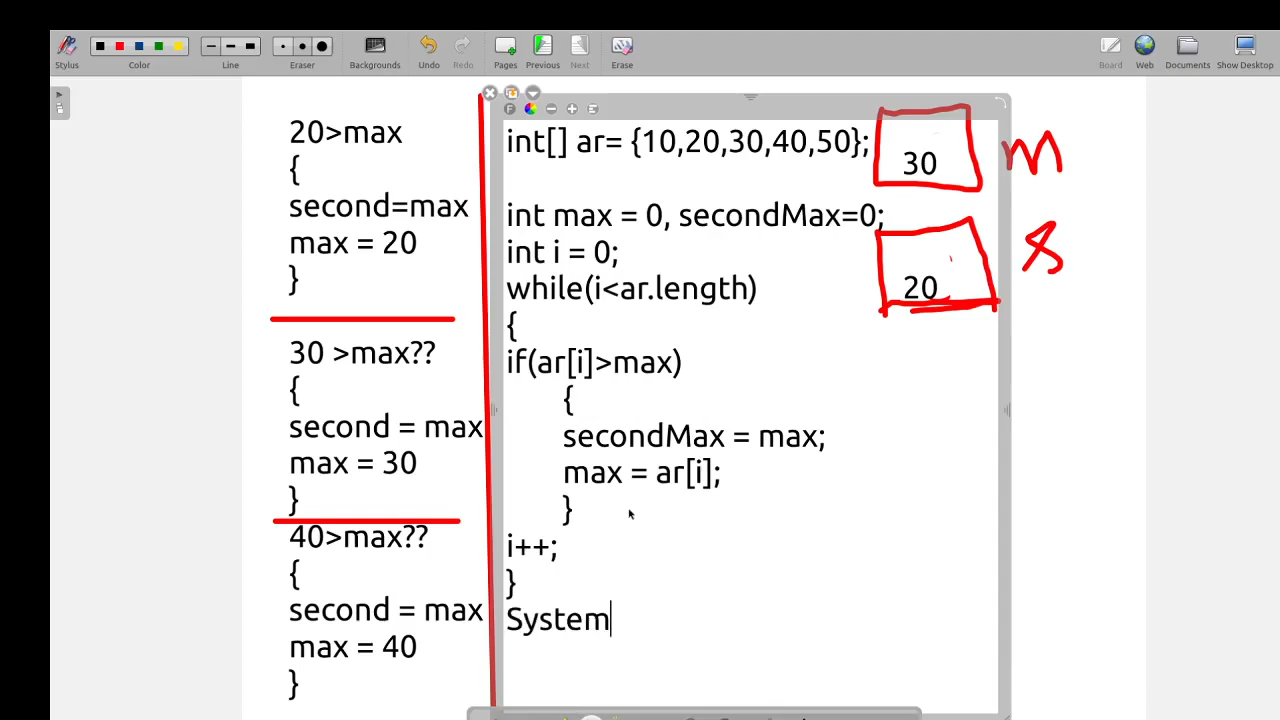 Stylus
Color
Line
Eraser
Backgrounds
Undo
Redo
Pages
Previous
Next
Erase
Board
Web
Documents
Show Desktop
20>max
{
second=max
max = 20
}
30 >max??
{
second = max
max = 30
}
40>max??
{
second = max
max = 40
}
F
int[] ar= {10,20,30,40,50};
int max = 0, secondMax=0;
int i = 0;
while(i<ar.length)
{
if(ar[i]>max)
{
secondMax = max;
max = ar[i];
}
i++;
}
System
30
m
20
s